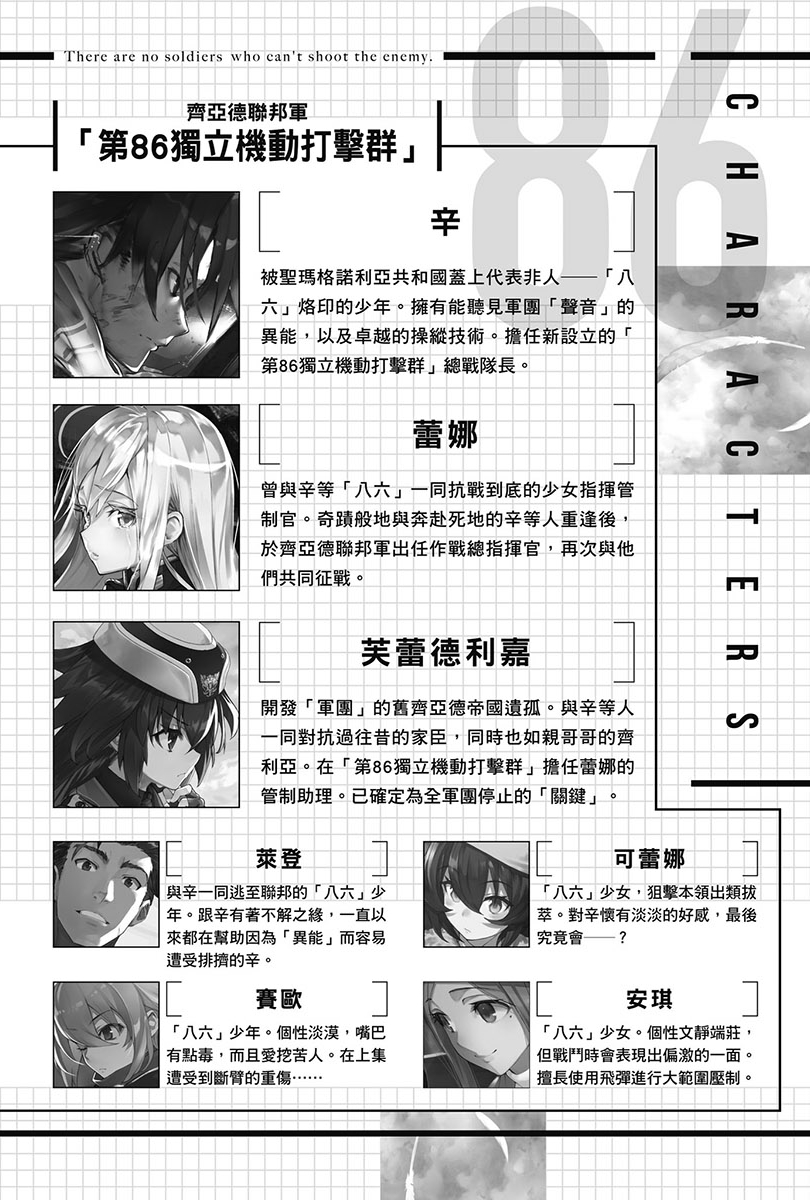 There are no soldiers who can't shoot the enemy.
86
CHARACTERS
齊亞德聯邦軍
「第86獨立機動打擊群」
辛
被聖瑪格諾利亞共和國蓋上代表非人──「八
六」烙印的少年。擁有能聽見軍團「聲音」的
異能，以及卓越的操縱技術。擔任新設立的「
第86獨立機動打擊群」總戰隊長。
蕾娜
曾與辛等「八六」一同抗戰到底的少女指揮管
制官。奇蹟般地與奔赴死地的辛等人重逢後，
於齊亞德聯邦軍出任作戰總指揮官，再次與他
們共同征戰。
芙蕾德利嘉
開發「軍團」的舊齊亞德帝國遺孤。與辛等人
一同對抗過往昔的家臣，同時也如親哥哥的齊
利亞。在「第86獨立機動打擊群」擔任蕾娜的
管制助理。已確定為全軍團停止的「關鍵」。
萊登
與辛一同逃至聯邦的「八六」少
年。跟辛有著不解之緣，一直以
來都在幫助因為「異能」而容易
遭受排擠的辛。
可蕾娜
「八六」少女，狙擊本領出類拔
萃。對辛懷有淡淡的好感，最後
究竟會──？
賽歐
「八六」少年。個性淡漠，嘴巴
有點毒，而且愛挖苦人。在上集
遭受到斷臂的重傷……
安琪
「八六」少女。個性文靜端莊，
但戰鬥時會表現出偏激的一面。
擅長使用飛彈進行大範圍壓制。